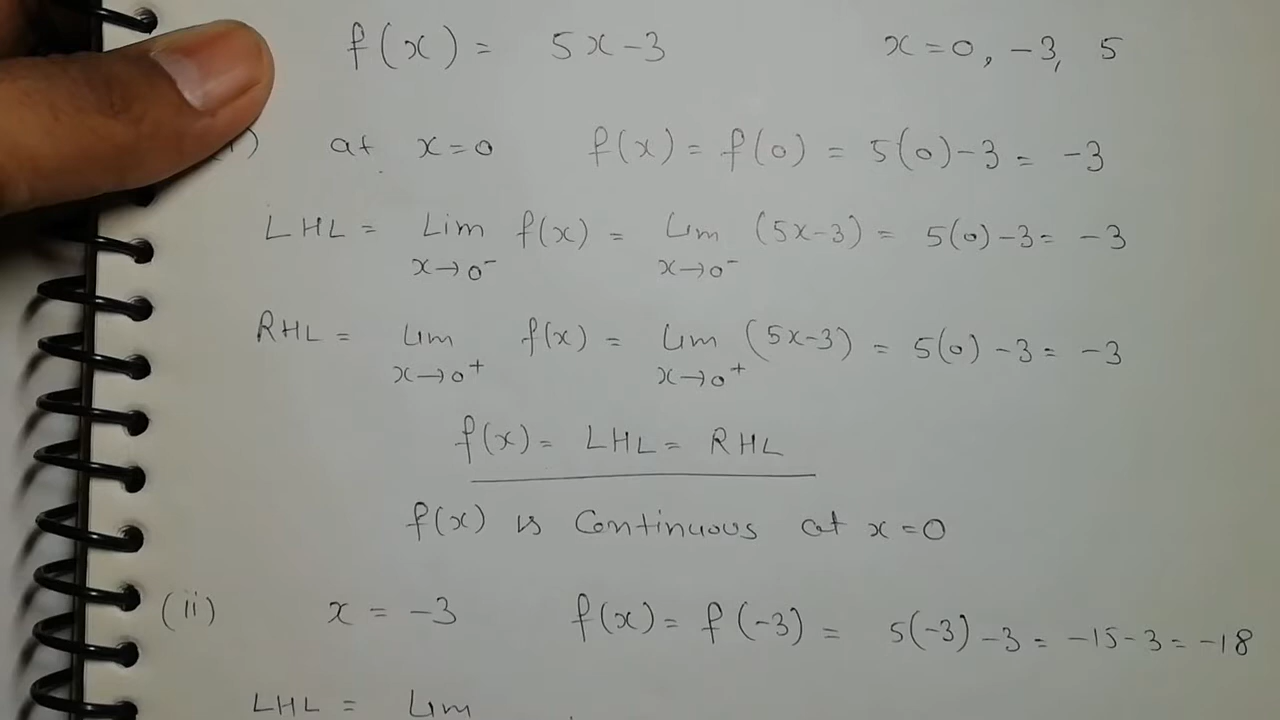 f(x) = 5x-3 x=0, -3, 5
(i) at x=0 f(x) = f(0) = 5(0)-3 = -3
LHL = Lim x→0⁻ f(x) = Lim x→0⁻ (5x-3) = 5(0)-3 = -3
RHL = Lim x→0⁺ f(x) = Lim x→0⁺ (5x-3) = 5(0)-3 = -3
f(x) = LHL = RHL
f(x) is Continuous at x=0
(ii) x = -3 f(x) = f(-3) = 5(-3)-3 = -15-3 = -18
LHL = Lim